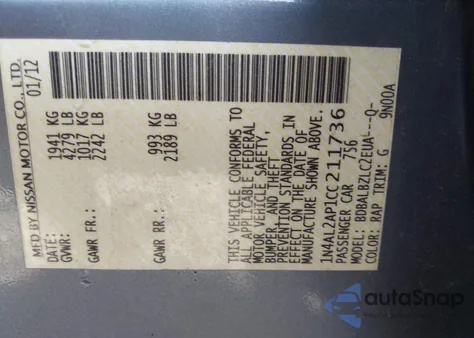 MFD BY NISSAN MOTOR CO., LTD.
DATE: 01/12
GVWR: 1941 KG
4279 LB
GAWR FR.: 1017 KG
2242 LB
GAWR RR.: 993 KG
2189 LB
THIS VEHICLE CONFORMS TO
ALL APPLICABLE FEDERAL
MOTOR VEHICLE SAFETY,
BUMPER, AND THEFT
PREVENTION STANDARDS IN
EFFECT ON THE DATE OF
MANUFACTURE SHOWN ABOVE.
1N4AL2AP1CC211736
PASSENGER CAR 756
MODEL: BDBALBZLC2EUA---Q-
COLOR: RAP TRIM: G 9N00A
autoSnap